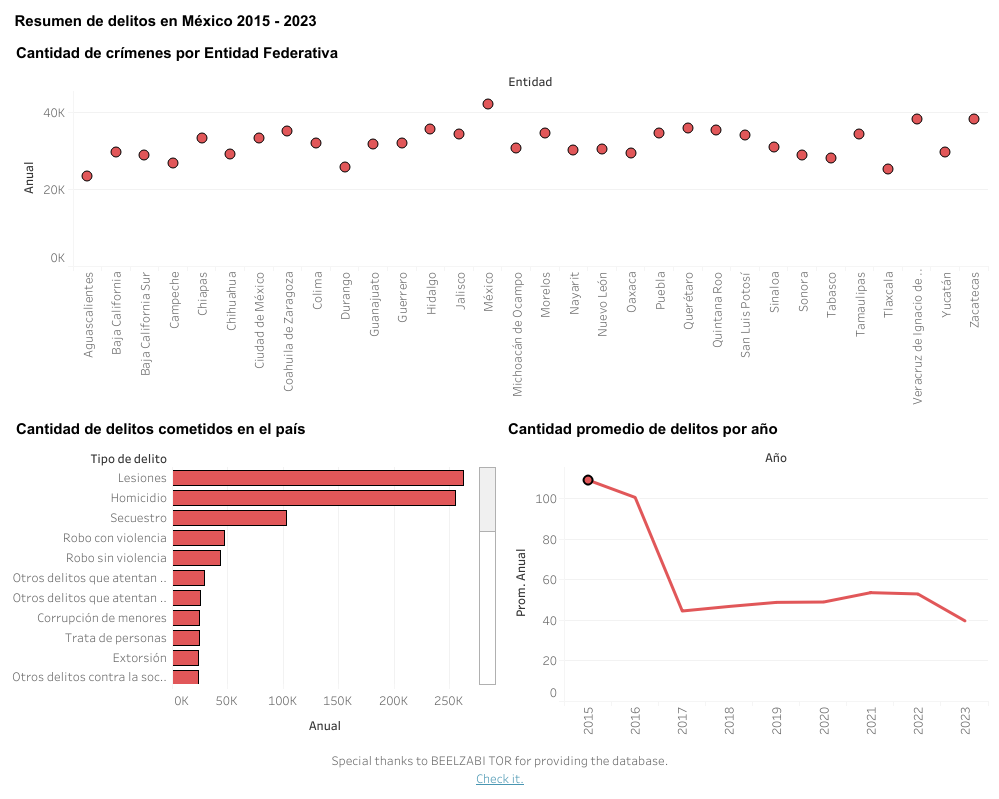 Resumen de delitos en México 2015 - 2023
Cantidad de crímenes por Entidad Federativa
Entidad
Anual
40K
20K
0K
Aguascalientes
Baja California
Baja California Sur
Campeche
Chiapas
Chihuahua
Ciudad de México
Coahuila de Zaragoza
Colima
Durango
Guanajuato
Guerrero
Hidalgo
Jalisco
México
Michoacán de Ocampo
Morelos
Nayarit
Nuevo León
Oaxaca
Puebla
Querétaro
Quintana Roo
San Luis Potosí
Sinaloa
Sonora
Tabasco
Tamaulipas
Tlaxcala
Veracruz de Ignacio de ..
Yucatán
Zacatecas
Cantidad de delitos cometidos en el país
Tipo de delito
Lesiones
Homicidio
Secuestro
Robo con violencia
Robo sin violencia
Otros delitos que atentan ..
Otros delitos que atentan ..
Corrupción de menores
Trata de personas
Extorsión
Otros delitos contra la soc..
0K 50K 100K 150K 200K 250K
Anual
Cantidad promedio de delitos por año
Año
Prom. Anual
100
80
60
40
20
0
2015 2016 2017 2018 2019 2020 2021 2022 2023
Special thanks to BEELZABI TOR for providing the database.
Check it.